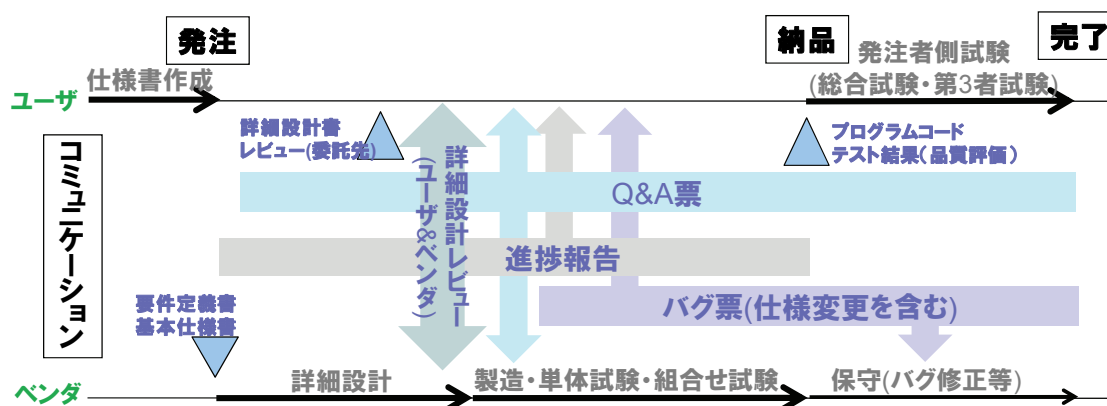 発注
納品
完了
仕様書作成
発注者側試験
(総合試験・第3者試験)
ユーザ
詳細設計書
レビュー(委託先)
プログラムコード
テスト結果(品質評価)
詳細設計レビュー
(ユーザ&ベンダ)
コミュニケーション
Q&A票
進捗報告
バグ票(仕様変更を含む)
要件定義書
基本仕様書
詳細設計
製造・単体試験・組合せ試験
保守(バグ修正等)
ベンダ